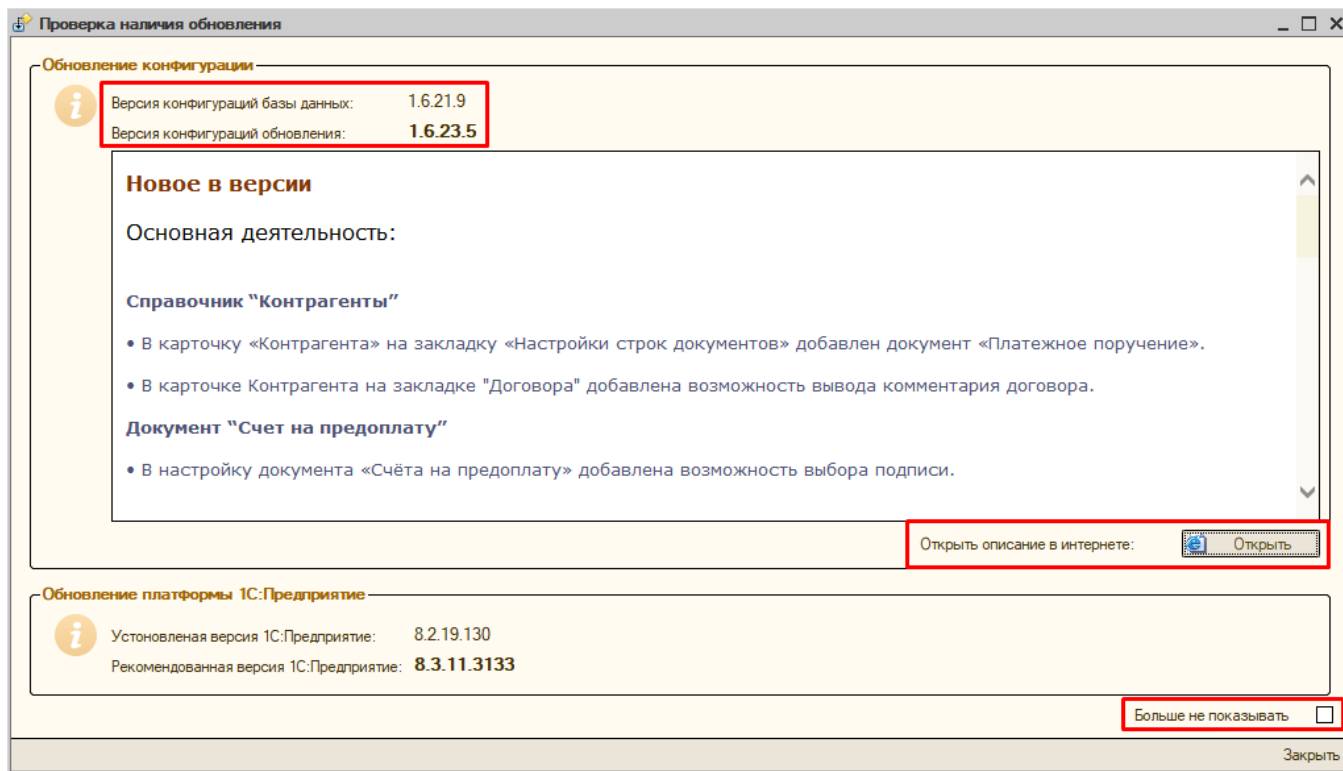 Проверка наличия обновления
Обновление конфигурации
Версия конфигураций базы данных: 1.6.21.9
Версия конфигураций обновления: 1.6.23.5
Новое в версии
Основная деятельность:
Справочник “Контрагенты”
• В карточку «Контрагента» на закладку «Настройки строк документов» добавлен документ «Платежное поручение».
• В карточке Контрагента на закладке "Договора" добавлена возможность вывода комментария договора.
Документ “Счет на предоплату”
• В настройку документа «Счёта на предоплату» добавлена возможность выбора подписи.
Открыть описание в интернете: Открыть
Обновление платформы 1С:Предприятие
Устоновленая версия 1С:Предприятие: 8.2.19.130
Рекомендованная версия 1С:Предприятие: 8.3.11.3133
Больше не показывать
Закрыть